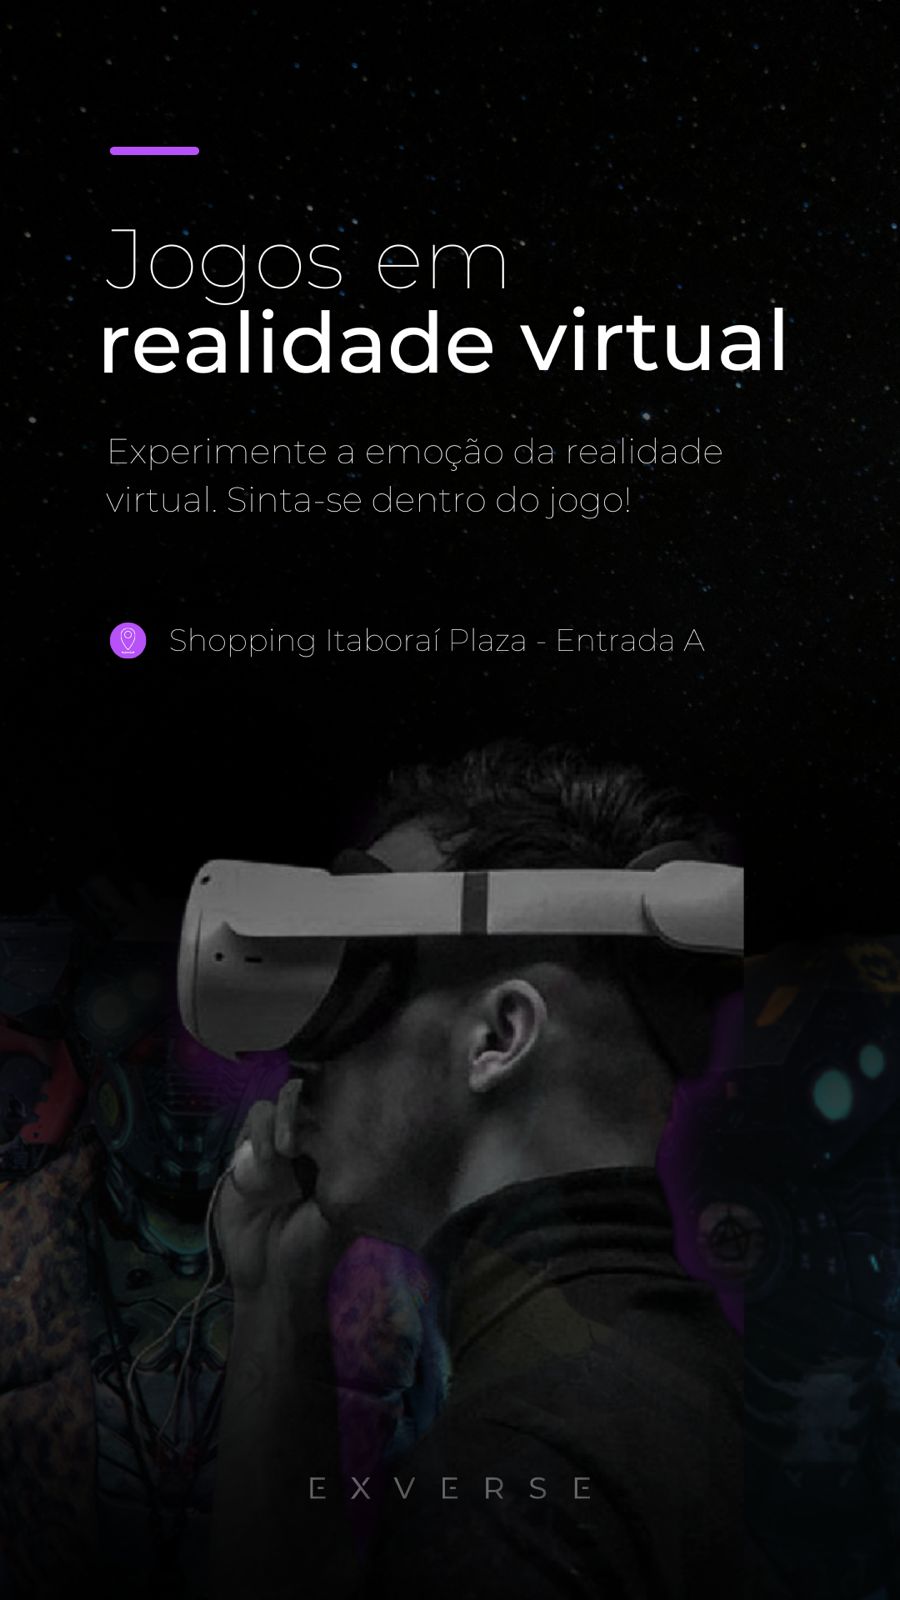 Jogos em
realidade virtual
Experimente a emoção da realidade
virtual. Sinta-se dentro do jogo!
Shopping Itaboraí Plaza - Entrada A
EXVERSE